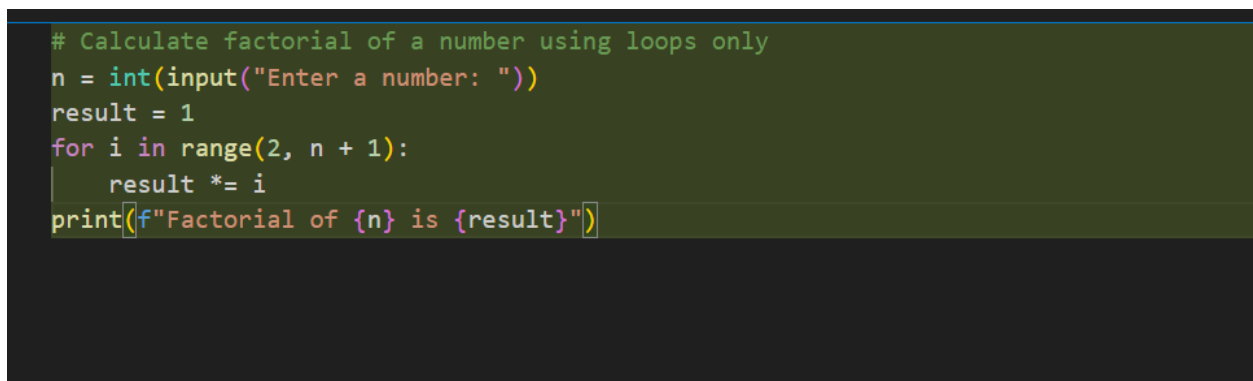 # Calculate factorial of a number using loops only
n = int(input("Enter a number: "))
result = 1
for i in range(2, n + 1):
    result *= i
print(f"Factorial of {n} is {result}")